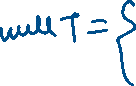 null T = {